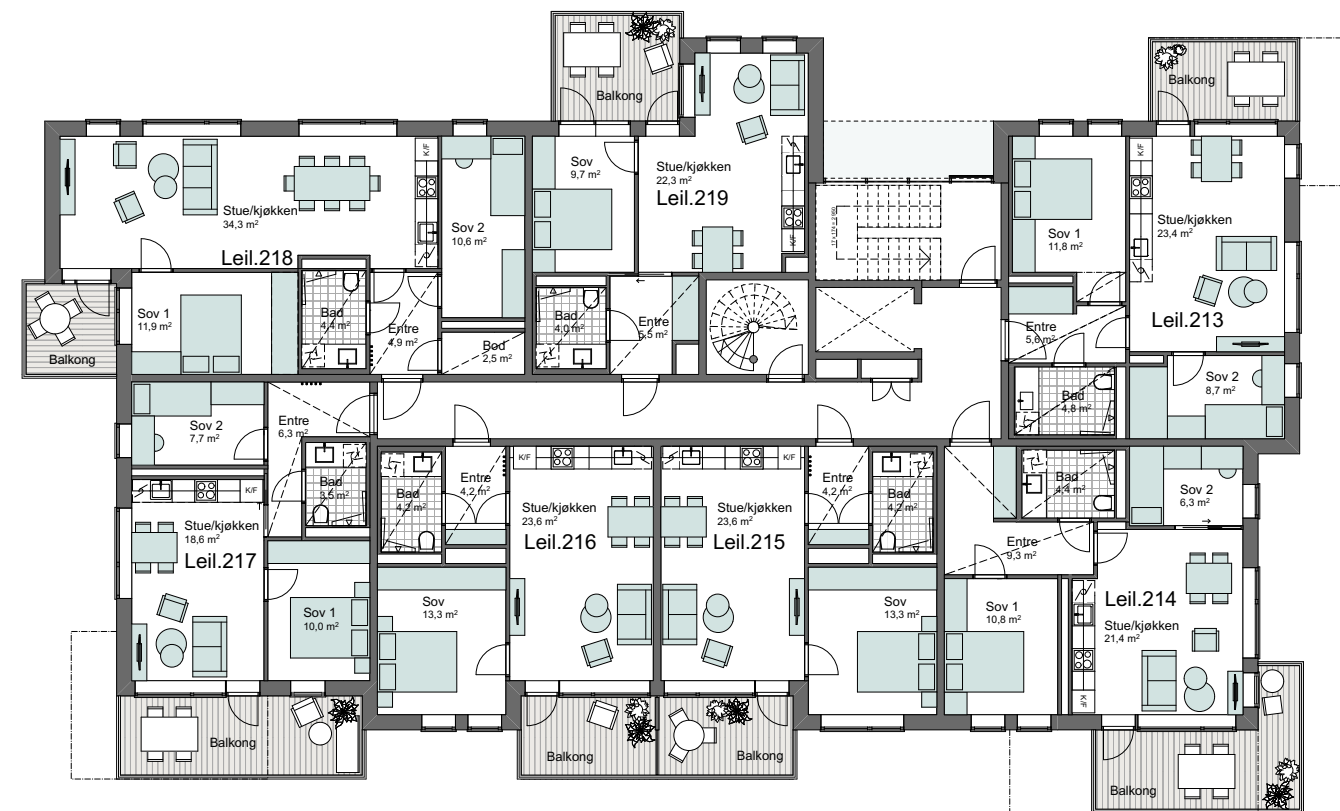 Balkong
Balkong
K/F
Stue/kjøkken
34,3 m²
Leil.218
Sov 2
10,6 m²
Sov
9,7 m²
Stue/kjøkken
22,3 m²
Leil.219
K/F
Sov 1
11,8 m²
K/F
Stue/kjøkken
23,4 m²
Leil.213
Balkong
Sov 1
11,9 m²
Bad
4,4 m²
Entre
4,9 m²
Bod
2,5 m²
Bad
4,0 m²
Entre
5,5 m²
Entre
5,6 m²
Bad
4,8 m²
Sov 2
8,7 m²
Sov 2
7,7 m²
Entre
6,3 m²
Bad
3,5 m²
K/F
Stue/kjøkken
18,6 m²
Leil.217
Sov 1
10,0 m²
Balkong
Bad
4,2 m²
Entre
4,2 m²
K/F
Stue/kjøkken
23,6 m²
Leil.216
Sov
13,3 m²
Balkong
K/F
Stue/kjøkken
23,6 m²
Leil.215
Entre
4,2 m²
Bad
4,2 m²
Sov
13,3 m²
Balkong
Bad
4,4 m²
Sov 2
6,3 m²
Entre
9,3 m²
Sov 1
10,8 m²
Leil.214
Stue/kjøkken
21,4 m²
K/F
Balkong